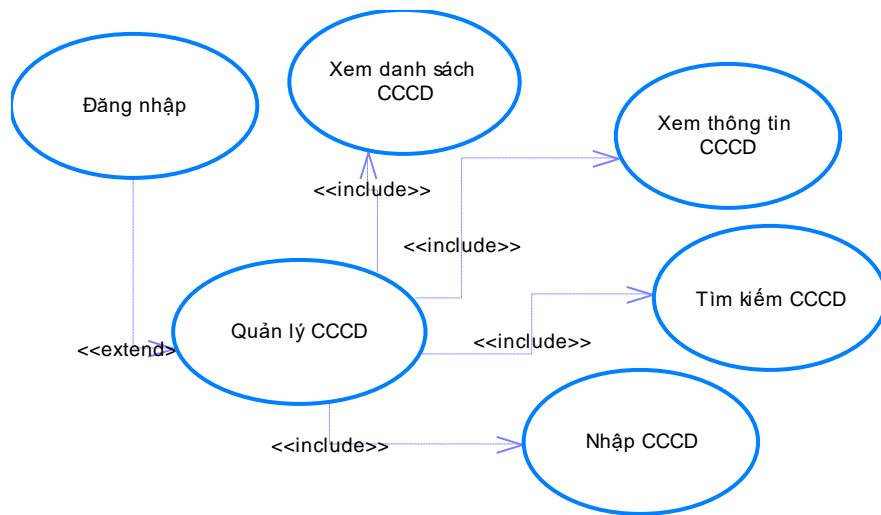 Xem danh sách
CCCD
Đăng nhập
Xem thông tin
CCCD
<<include>>
<<include>>
Tìm kiếm CCCD
Quản lý CCCD
<<include>>
<<extend>
<<include>>
Nhập CCCD